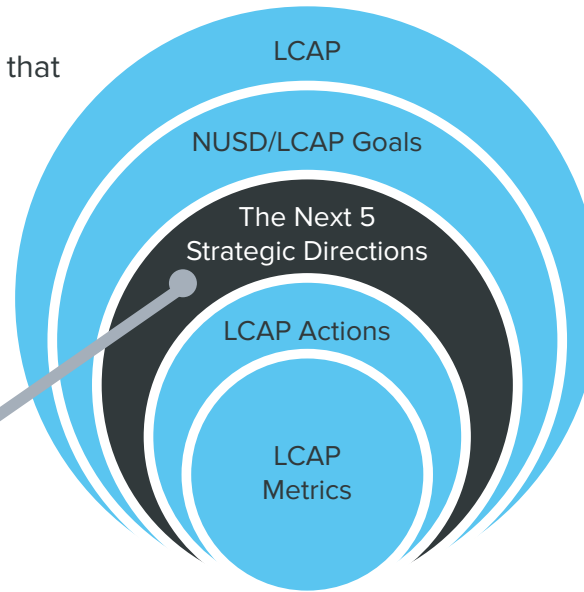 that
LCAP
NUSD/LCAP Goals
The Next 5
Strategic Directions
LCAP Actions
LCAP
Metrics